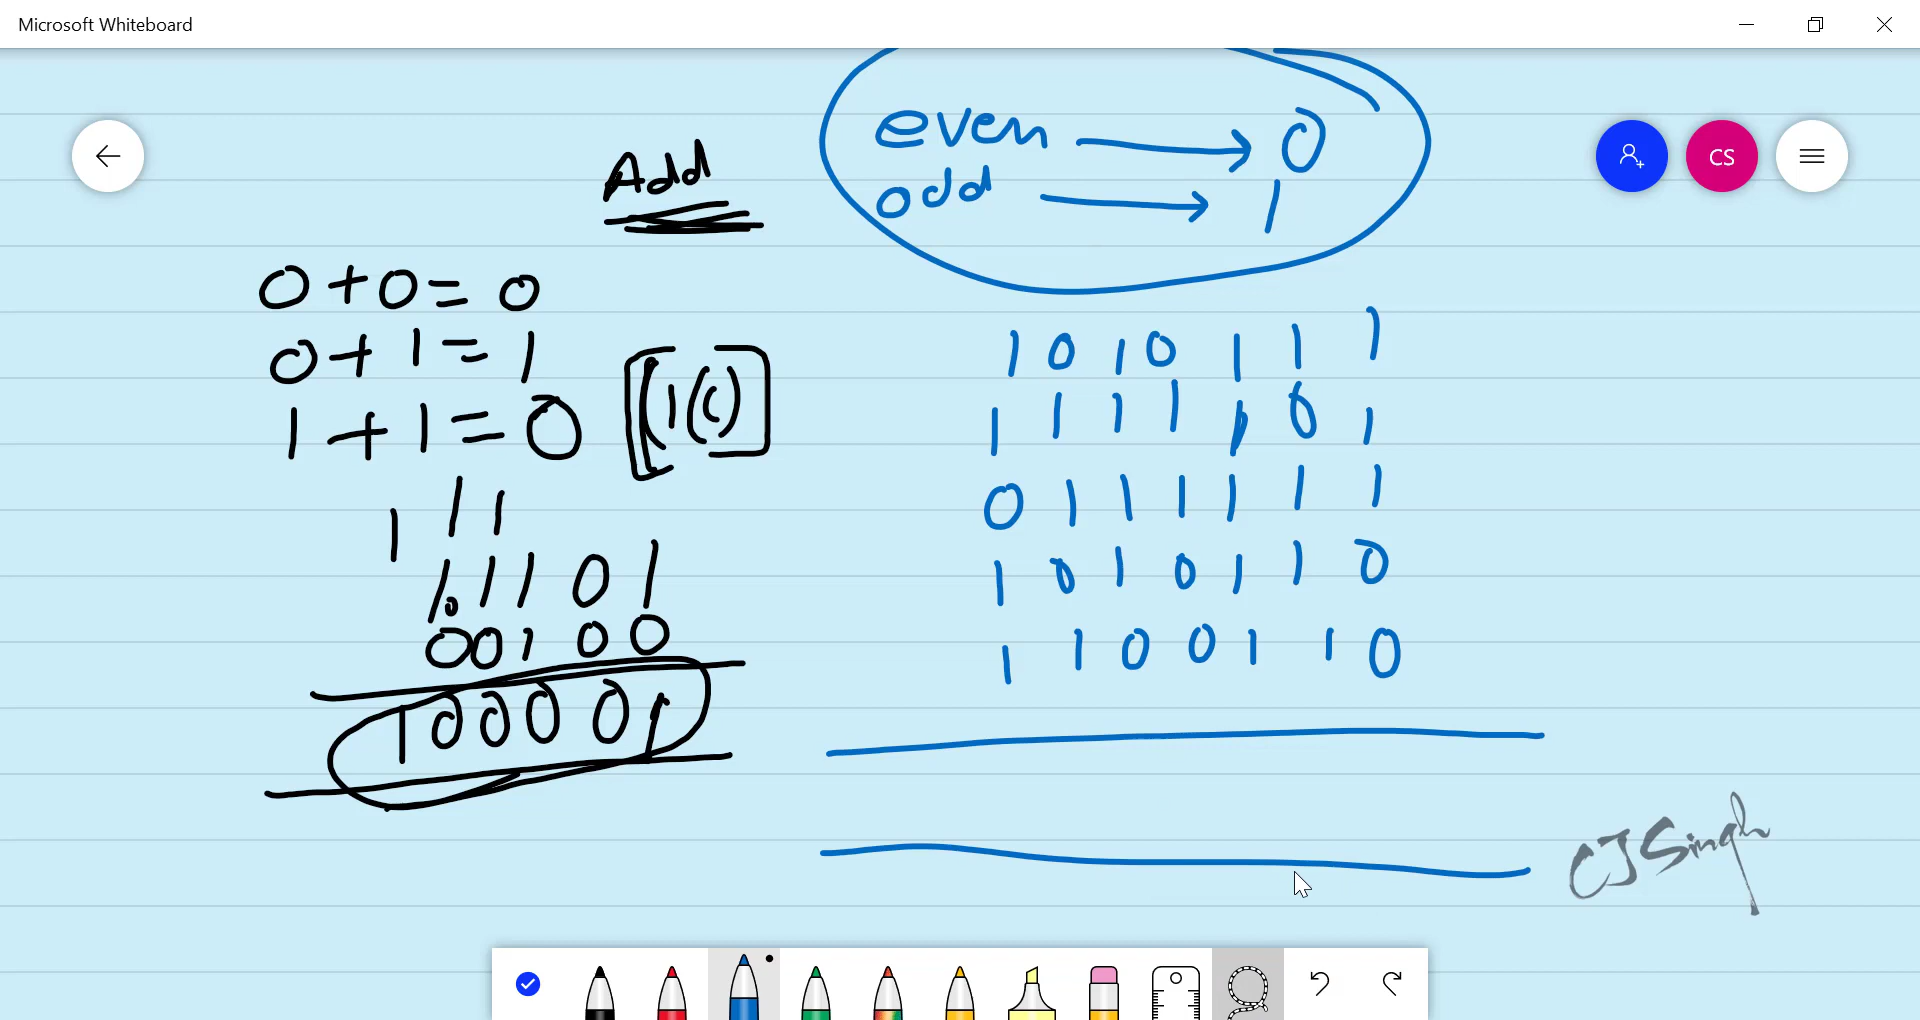 Microsoft Whiteboard
CS
Add
0+0=0
0+1=1
1+1=0
1 1 1
1 1 1 0 1
0 0 1 0 0
1 0 0 0 0 1
even → 0
odd → 1
1 0 1 0 1 1 1
1 1 1 1 1 0 1
0 1 1 1 1 1 1
1 0 1 0 1 1 0
1 1 0 0 1 1 0
CJSingh